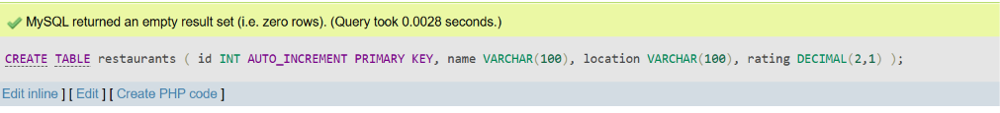 MySQL returned an empty result set (i.e. zero rows). (Query took 0.0028 seconds.)
CREATE TABLE restaurants ( id INT AUTO_INCREMENT PRIMARY KEY, name VARCHAR(100), location VARCHAR(100), rating DECIMAL(2,1) );
Edit inline ] [ Edit ] [ Create PHP code ]